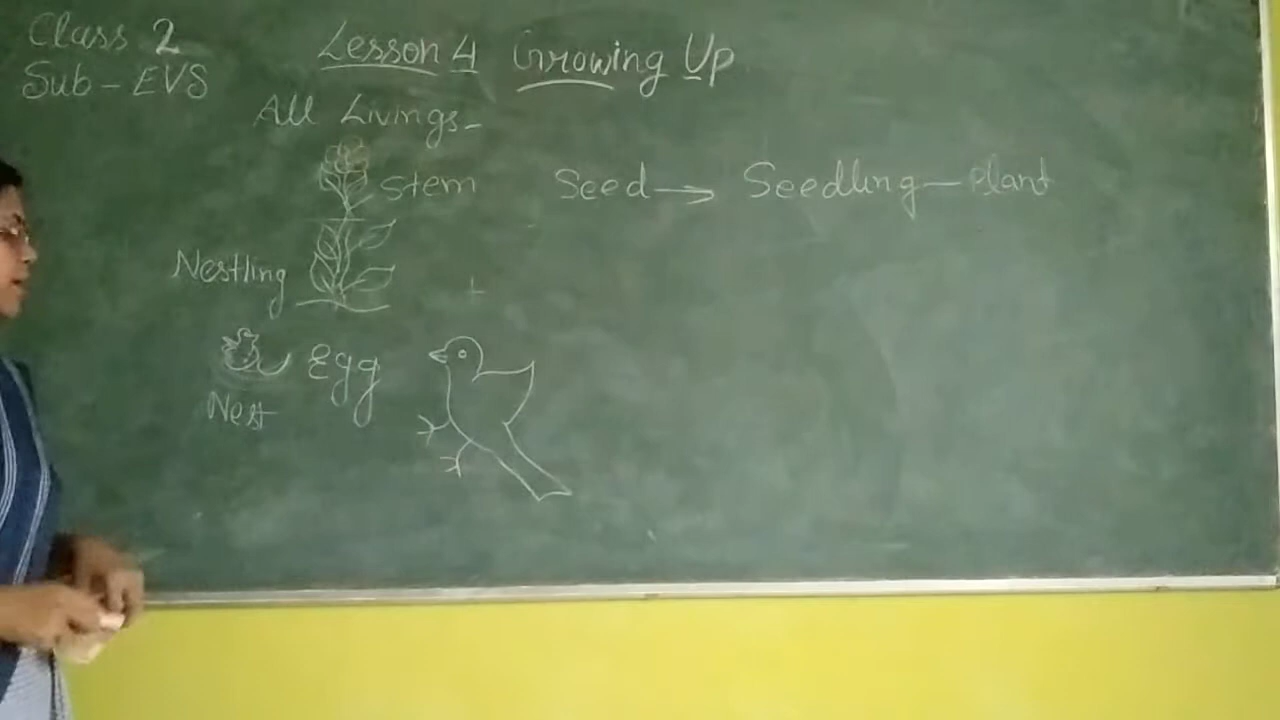 Class 2
Sub - EVS
Lesson 4 Growing Up
All Livings -
Stem
Seed → Seedling — Plant
Nestling
Egg
Nest